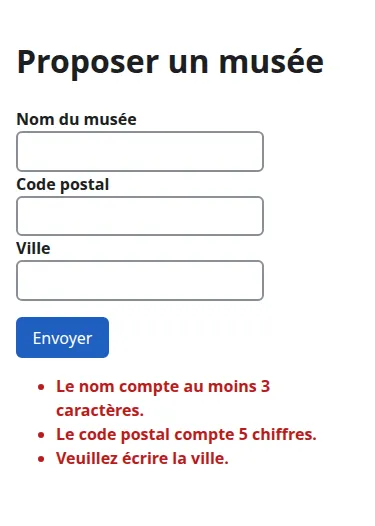 Proposer un musée
Nom du musée
Code postal
Ville
Envoyer
Le nom compte au moins 3
caractères.
Le code postal compte 5 chiffres.
Veuillez écrire la ville.